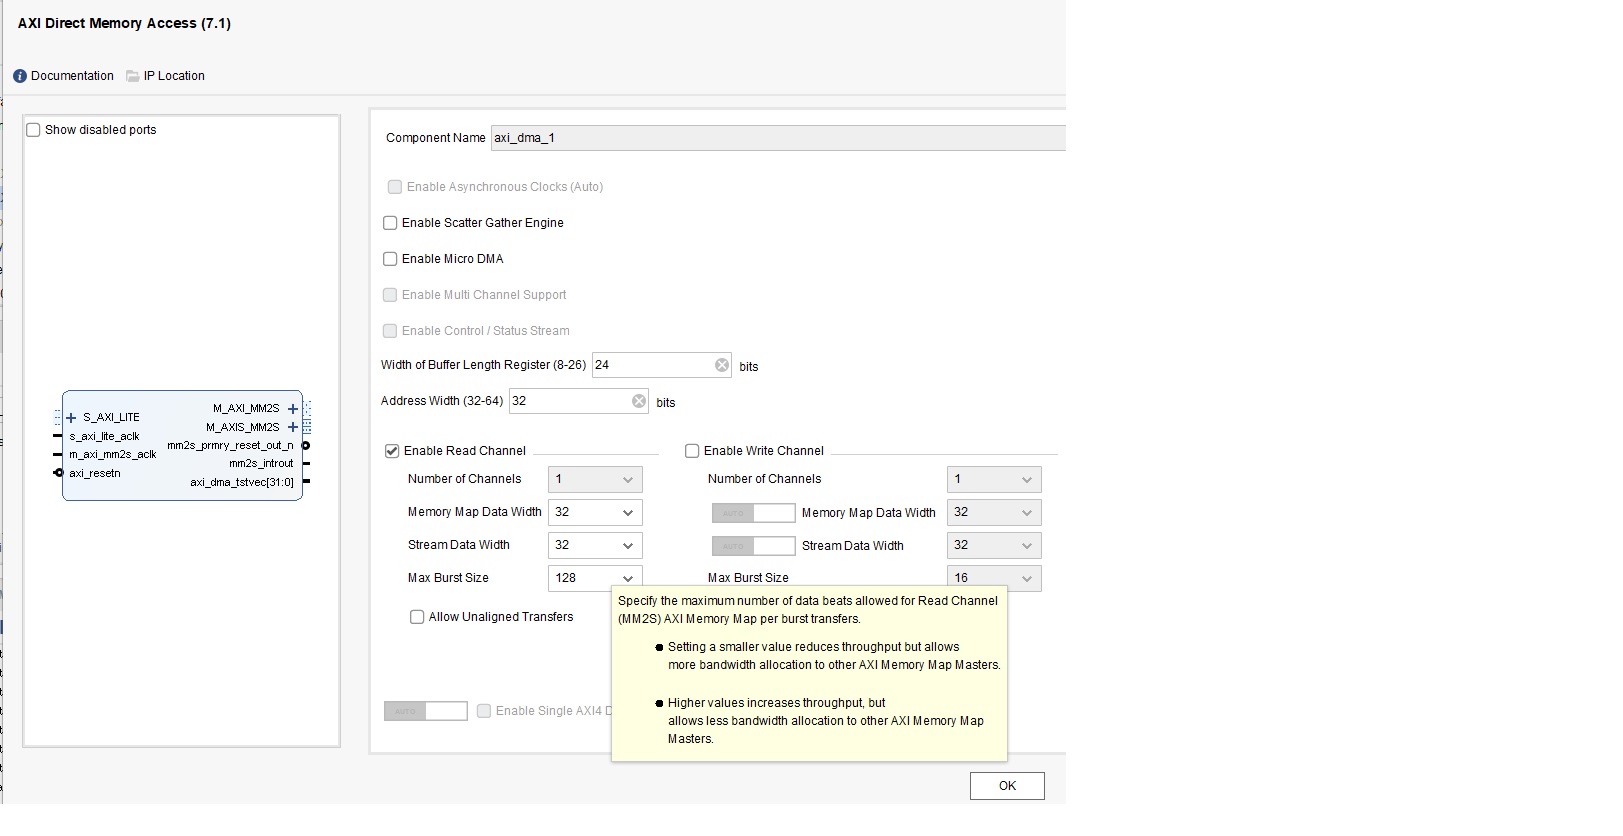 AXI Direct Memory Access (7.1)
Documentation IP Location
Show disabled ports
S_AXI_LITE
s_axi_lite_aclk
m_axi_mm2s_aclk
axi_resetn
M_AXI_MM2S
M_AXIS_MM2S
mm2s_prmry_reset_out_n
mm2s_introut
axi_dma_tstvec[31:0]
Component Name axi_dma_1
Enable Asynchronous Clocks (Auto)
Enable Scatter Gather Engine
Enable Micro DMA
Enable Multi Channel Support
Enable Control / Status Stream
Width of Buffer Length Register (8-26) 24 bits
Address Width (32-64) 32 bits
Enable Read Channel
Number of Channels 1
Memory Map Data Width 32
Stream Data Width 32
Max Burst Size 128
Allow Unaligned Transfers
Enable Write Channel
Number of Channels 1
AUTO Memory Map Data Width 32
AUTO Stream Data Width 32
Max Burst Size 16
Specify the maximum number of data beats allowed for Read Channel
(MM2S) AXI Memory Map per burst transfers.
Setting a smaller value reduces throughput but allows
more bandwidth allocation to other AXI Memory Map Masters.
Higher values increases throughput, but
allows less bandwidth allocation to other AXI Memory Map
Masters.
AUTO Enable Single AXI4 D
OK